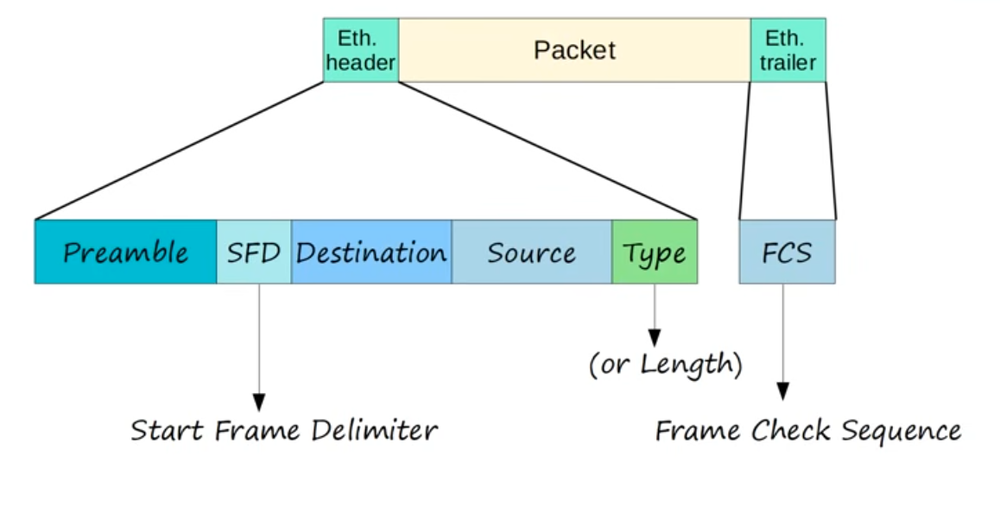 Eth.
header
Packet
Eth.
trailer
Preamble
SFD
Destination
Source
Type
FCS
(or Length)
Start Frame Delimiter
Frame Check Sequence